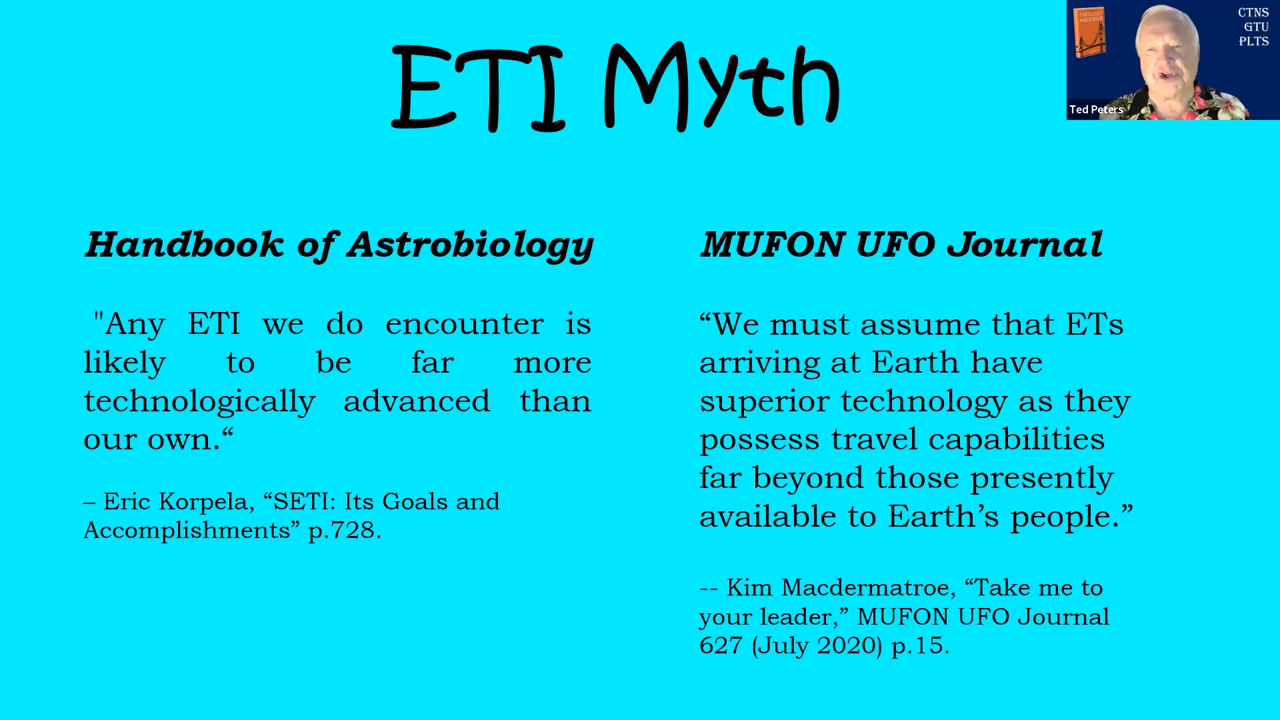 ETI Myth
CTNS
GTU
PLTS
Ted Peters
Handbook of Astrobiology
"Any ETI we do encounter is
likely to be far more
technologically advanced than
our own.“
– Eric Korpela, “SETI: Its Goals and
Accomplishments” p.728.
MUFON UFO Journal
“We must assume that ETs
arriving at Earth have
superior technology as they
possess travel capabilities
far beyond those presently
available to Earth’s people.”
-- Kim Macdermatroe, “Take me to
your leader,” MUFON UFO Journal
627 (July 2020) p.15.